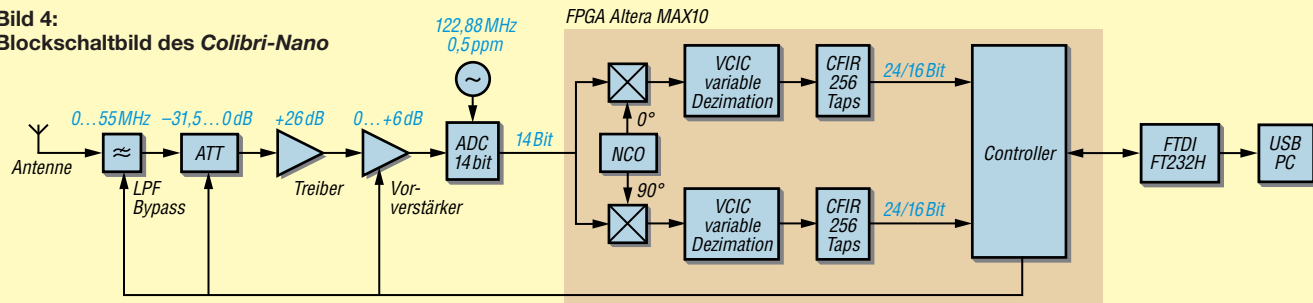 Bild 4:
Blockschaltbild des Colibri-Nano
FPGA Altera MAX10
122,88 MHz
0,5 ppm
~
0...55 MHz
–31,5...0 dB
+26 dB
0...+6 dB
Antenne
≈
LPF
Bypass
ATT
Treiber
Vor-
verstärker
ADC
14 bit
14 Bit
0°
NCO
90°
VCIC
variable
Dezimation
CFIR
256
Taps
24/16 Bit
VCIC
variable
Dezimation
CFIR
256
Taps
24/16 Bit
Controller
FTDI
FT232H
USB
PC